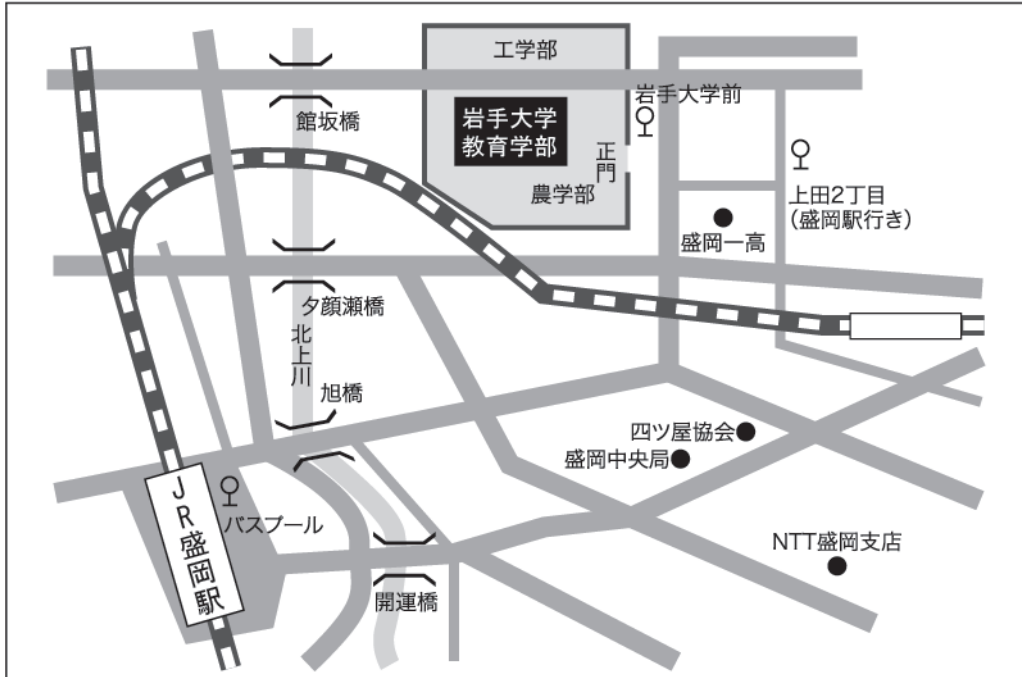 工学部
岩手大学
教育学部
正門
農学部
岩手大学前
館坂橋
上田2丁目
(盛岡駅行き)
盛岡一高
夕顔瀬橋
北上川
旭橋
四ツ屋協会
盛岡中央局
JR盛岡駅
バスプール
NTT盛岡支店
開運橋